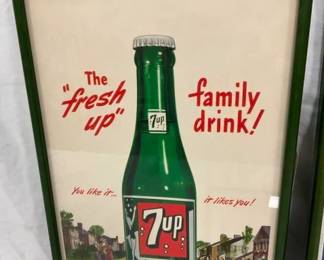 The
"fresh
up"
family
drink!
7up
You like it...
it likes you!
7up